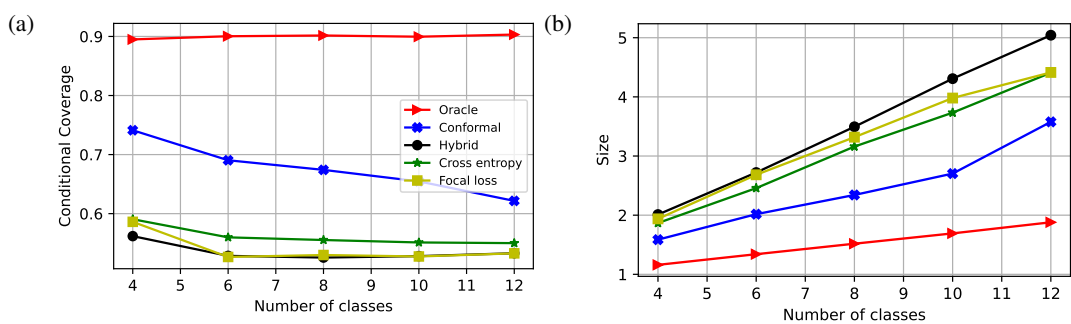 (a)
Conditional Coverage
0.9
0.8
0.7
0.6
Oracle
Conformal
Hybrid
Cross entropy
Focal loss
4 5 6 7 8 9 10 11 12
Number of classes
(b)
Size
5
4
3
2
1
4 5 6 7 8 9 10 11 12
Number of classes